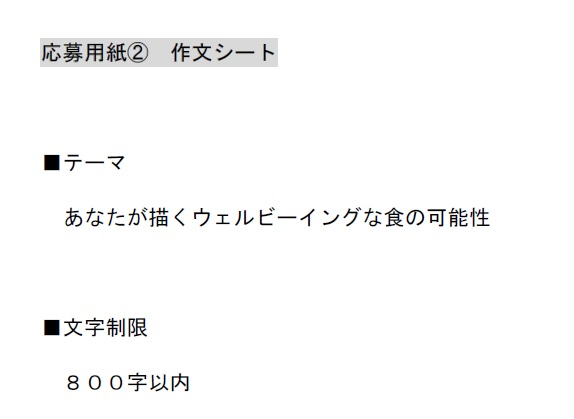 応募用紙②　作文シート
■テーマ
あなたが描くウェルビーイングな食の可能性
■文字制限
８００字以内